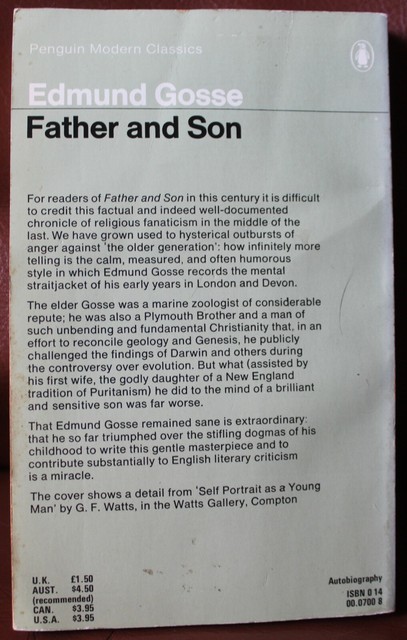 Penguin Modern Classics
Edmund Gosse
Father and Son
For readers of Father and Son in this century it is difficult
to credit this factual and indeed well-documented
chronicle of religious fanaticism in the middle of the
last. We have grown used to hysterical outbursts of
anger against 'the older generation': how infinitely more
telling is the calm, measured, and often humorous
style in which Edmund Gosse records the mental
straitjacket of his early years in London and Devon.
The elder Gosse was a marine zoologist of considerable
repute; he was also a Plymouth Brother and a man of
such unbending and fundamental Christianity that, in an
effort to reconcile geology and Genesis, he publicly
challenged the findings of Darwin and others during
the controversy over evolution. But what (assisted by
his first wife, the godly daughter of a New England
tradition of Puritanism) he did to the mind of a brilliant
and sensitive son was far worse.
That Edmund Gosse remained sane is extraordinary:
that he so far triumphed over the stifling dogmas of his
childhood to write this gentle masterpiece and to
contribute substantially to English literary criticism
is a miracle.
The cover shows a detail from 'Self Portrait as a Young
Man' by G. F. Watts, in the Watts Gallery, Compton
U.K. £1.50
AUST. $4.50
(recommended)
CAN. $3.95
U.S.A. $3.95
Autobiography
ISBN 0 14
00.0700 8